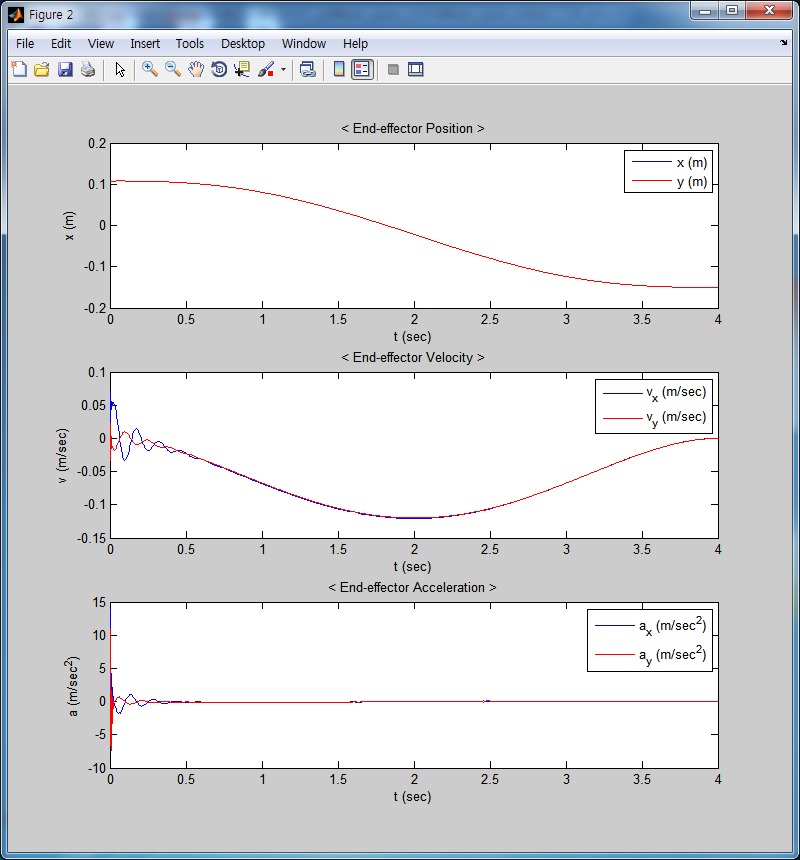 Figure 2
File Edit View Insert Tools Desktop Window Help
< End-effector Position >
0.2
0.1
0
-0.1
-0.2
x (m)
x (m)
y (m)
0 0.5 1 1.5 2 2.5 3 3.5 4
t (sec)
< End-effector Velocity >
0.1
0.05
0
-0.05
-0.1
-0.15
v (m/sec)
v_x (m/sec)
v_y (m/sec)
0 0.5 1 1.5 2 2.5 3 3.5 4
t (sec)
< End-effector Acceleration >
15
10
5
0
-5
-10
a (m/sec²)
a_x (m/sec²)
a_y (m/sec²)
0 0.5 1 1.5 2 2.5 3 3.5 4
t (sec)